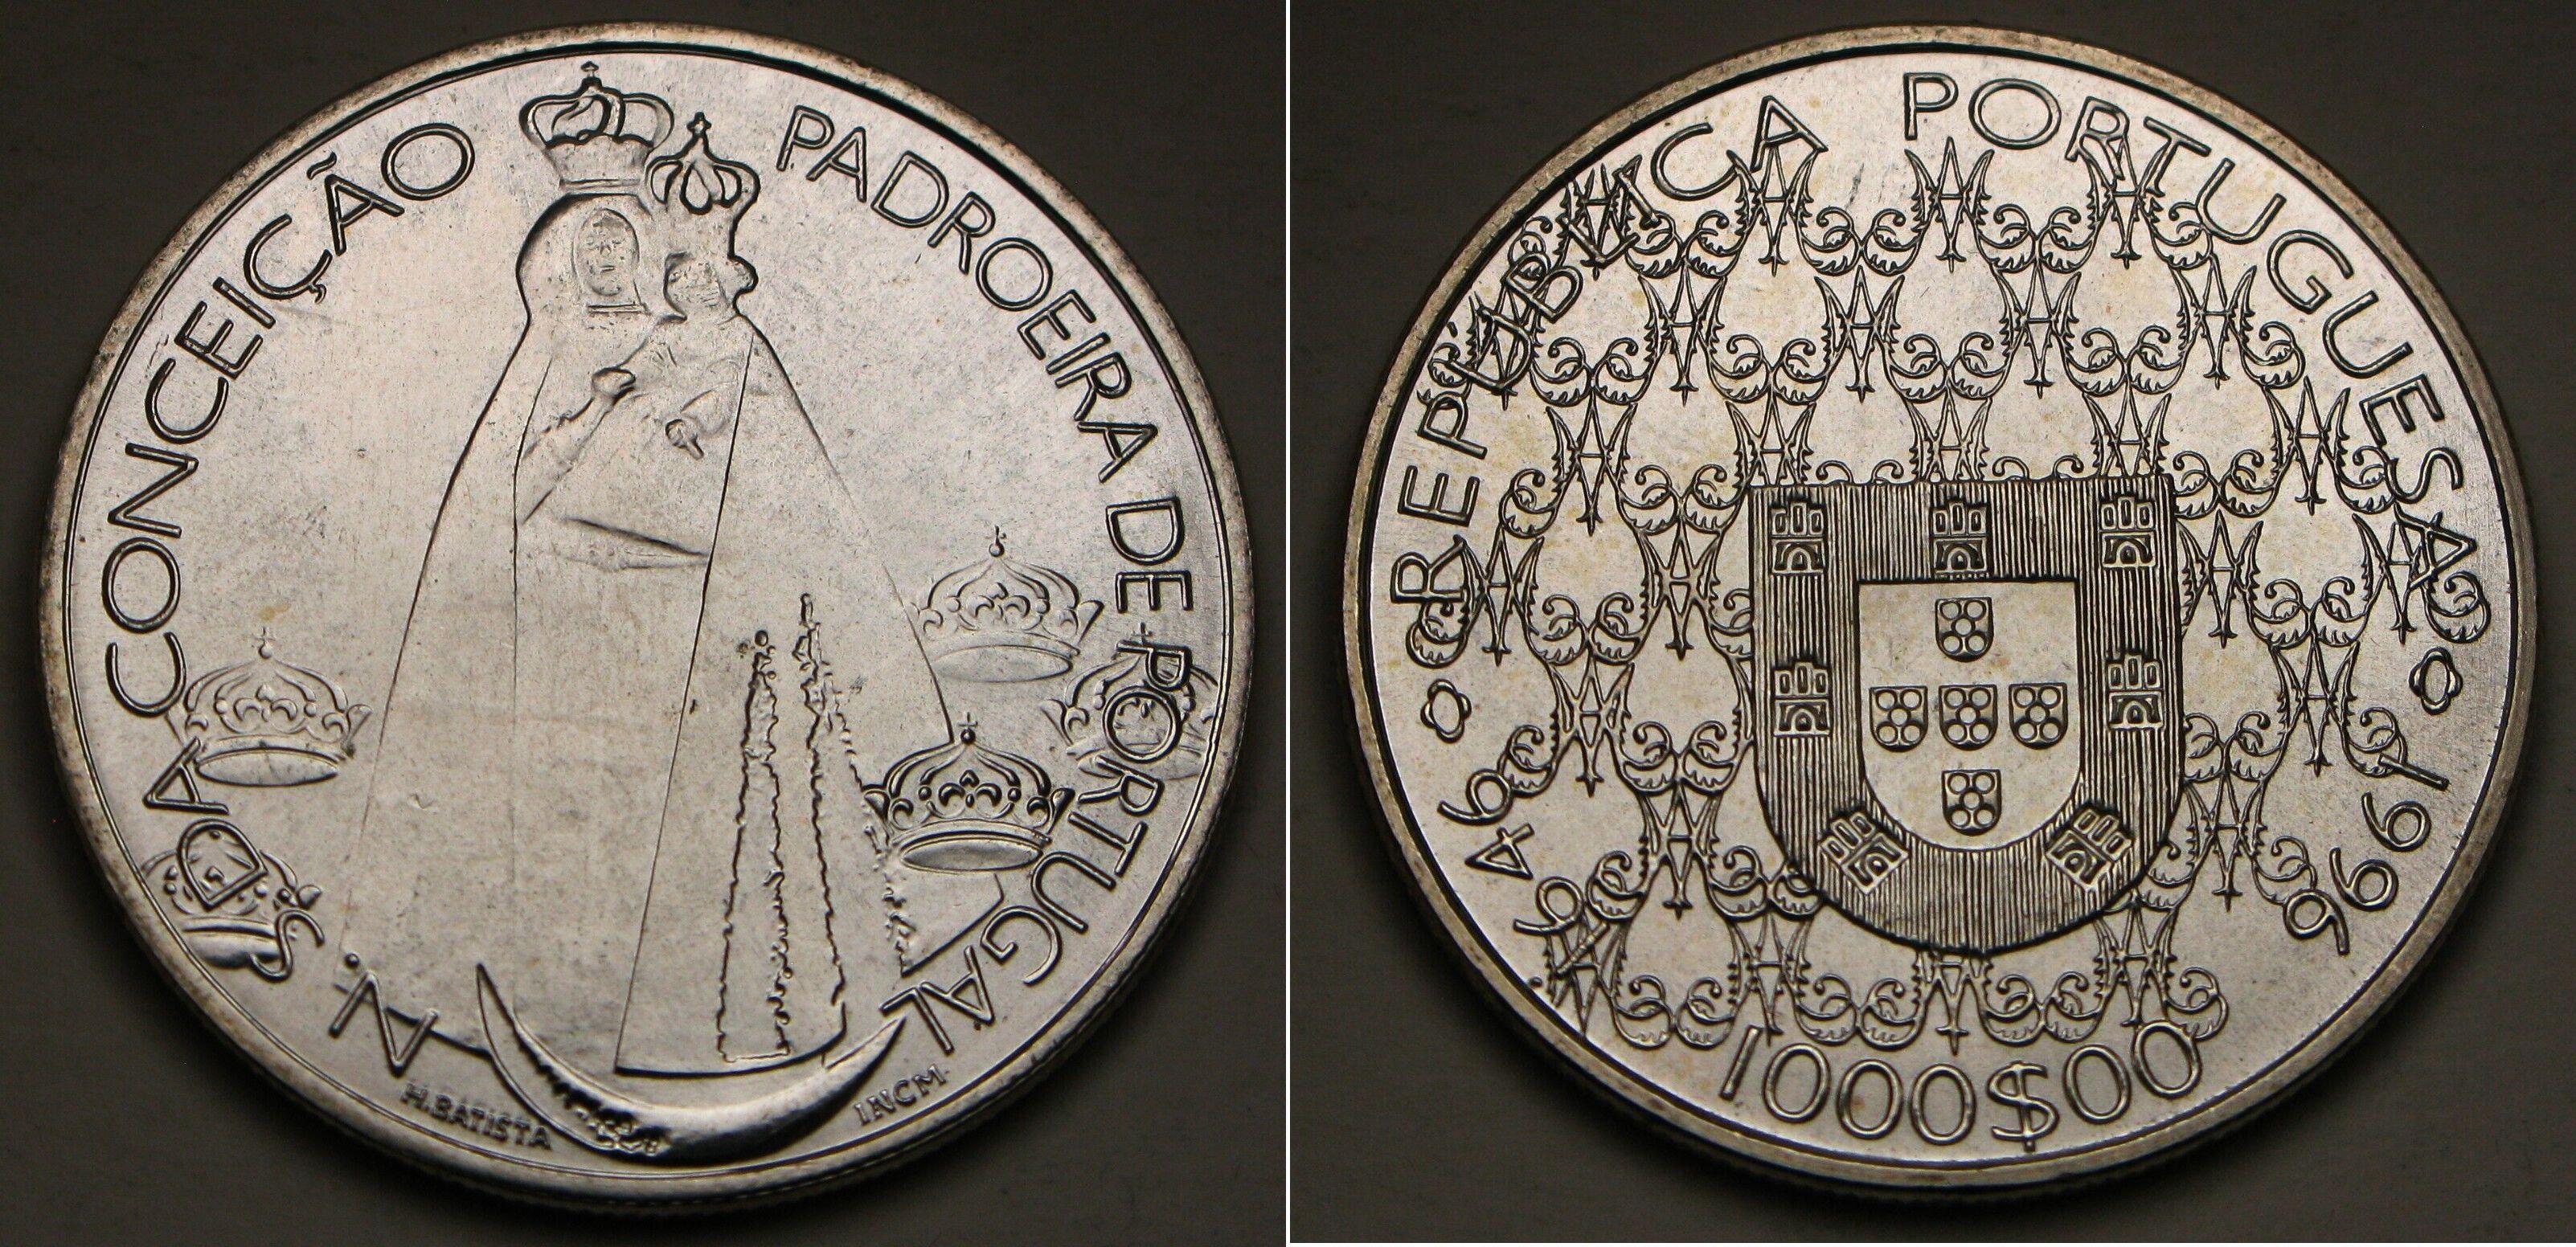 N. S. DA CONCEIÇÃO PADROEIRA DE PORTUGAL
H. BATISTA
INCM
REPÚBLICA PORTUGUESA
1646
1996
1000$00